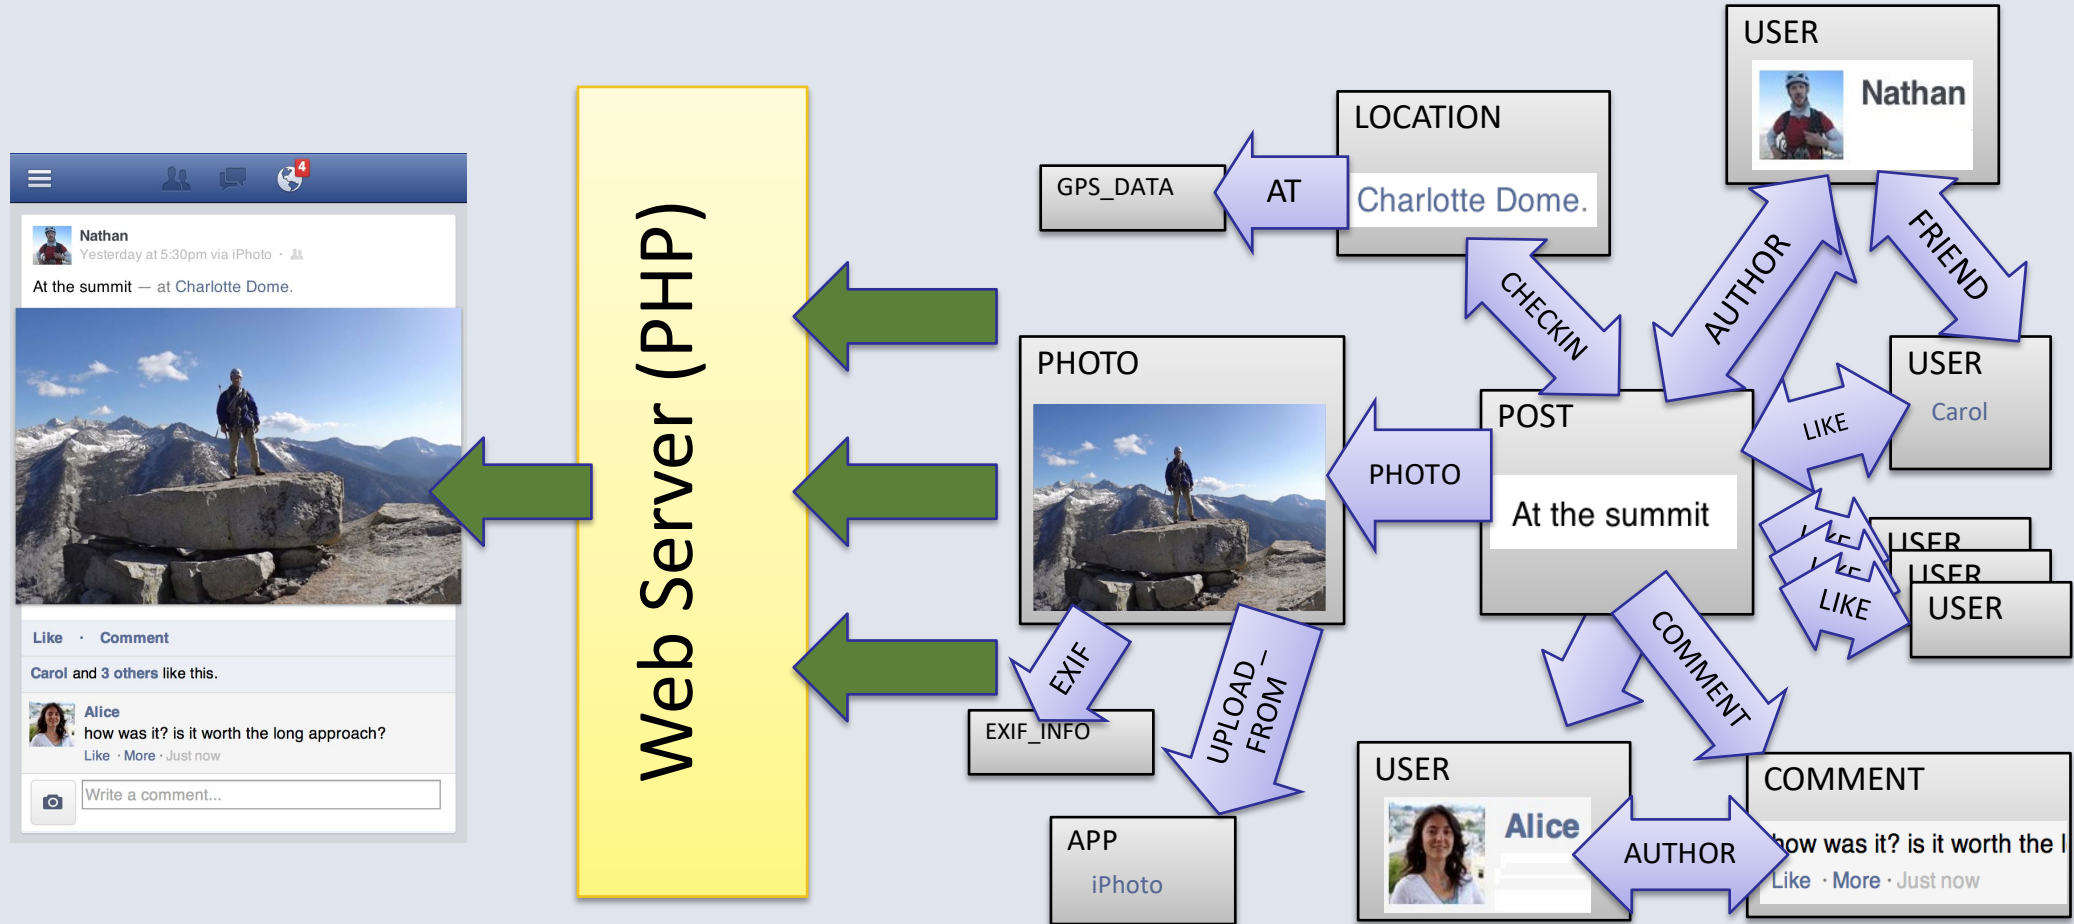 4
Nathan
Yesterday at 5:30pm via iPhoto ·
At the summit — at Charlotte Dome.
Like · Comment
Carol and 3 others like this.
Alice
how was it? is it worth the long approach?
Like · More · Just now
Write a comment...
Web Server (PHP)
USER
Nathan
LOCATION
Charlotte Dome.
AT
GPS_DATA
CHECKIN
AUTHOR
FRIEND
USER
Carol
LIKE
PHOTO
PHOTO
POST
At the summit
LIKE
USER
LIKE
USER
LIKE
USER
EXIF
EXIF_INFO
UPLOAD_
FROM
APP
iPhoto
COMMENT
USER
Alice
AUTHOR
COMMENT
how was it? is it worth the l
Like · More · Just now